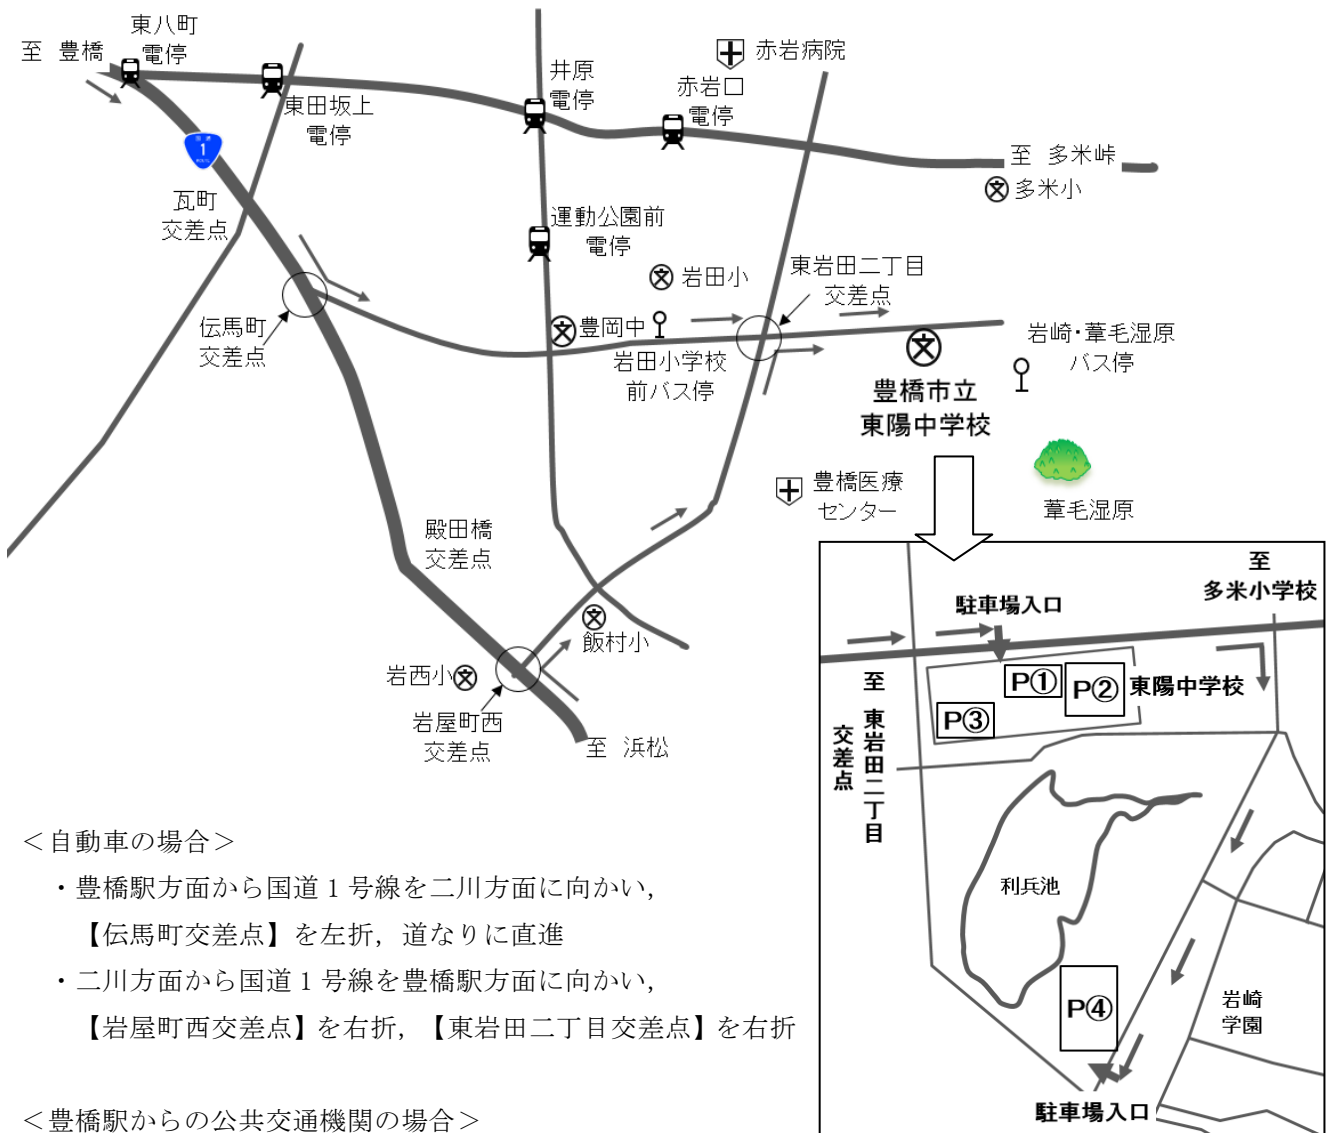 東八町
電停
至 豊橋
東田坂上
電停
井原
電停
赤岩病院
赤岩口
電停
至 多米峠
多米小
1
瓦町
交差点
運動公園前
電停
岩田小
東岩田二丁目
交差点
伝馬町
交差点
豊岡中
岩田小学校
前バス停
岩崎・葦毛湿原
バス停
豊橋市立
東陽中学校
豊橋医療
センター
葦毛湿原
殿田橋
交差点
飯村小
岩西小
岩屋町西
交差点
至 浜松
至
多米小学校
駐車場入口
P①
P②
東陽中学校
P③
至 東岩田二丁目
交差点
利兵池
P④
岩崎
学園
駐車場入口
＜自動車の場合＞
・豊橋駅方面から国道1号線を二川方面に向かい，
【伝馬町交差点】を左折，道なりに直進
・二川方面から国道1号線を豊橋駅方面に向かい，
【岩屋町西交差点】を右折，【東岩田二丁目交差点】を右折
＜豊橋駅からの公共交通機関の場合＞